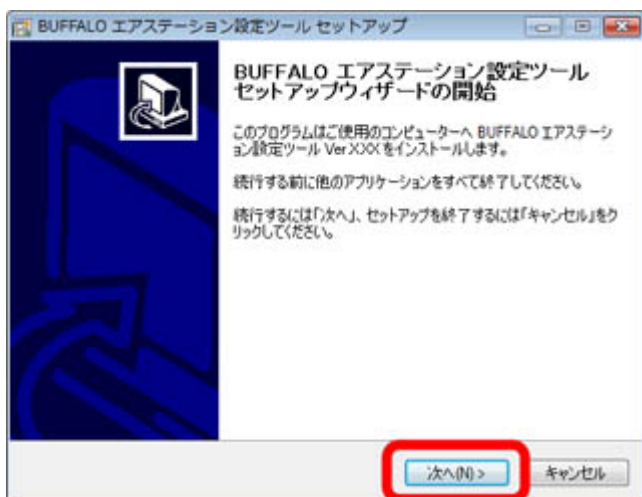 BUFFALO エアステーション設定ツール セットアップ
BUFFALO エアステーション設定ツール
セットアップウィザードの開始
このプログラムはご使用のコンピューターへ BUFFALO エアステーシ
ョン設定ツール Ver.XXX をインストールします。
続行する前に他のアプリケーションをすべて終了してください。
続行するには「次へ」、セットアップを終了するには「キャンセル」をク
リックしてください。
次へ(N) >
キャンセル